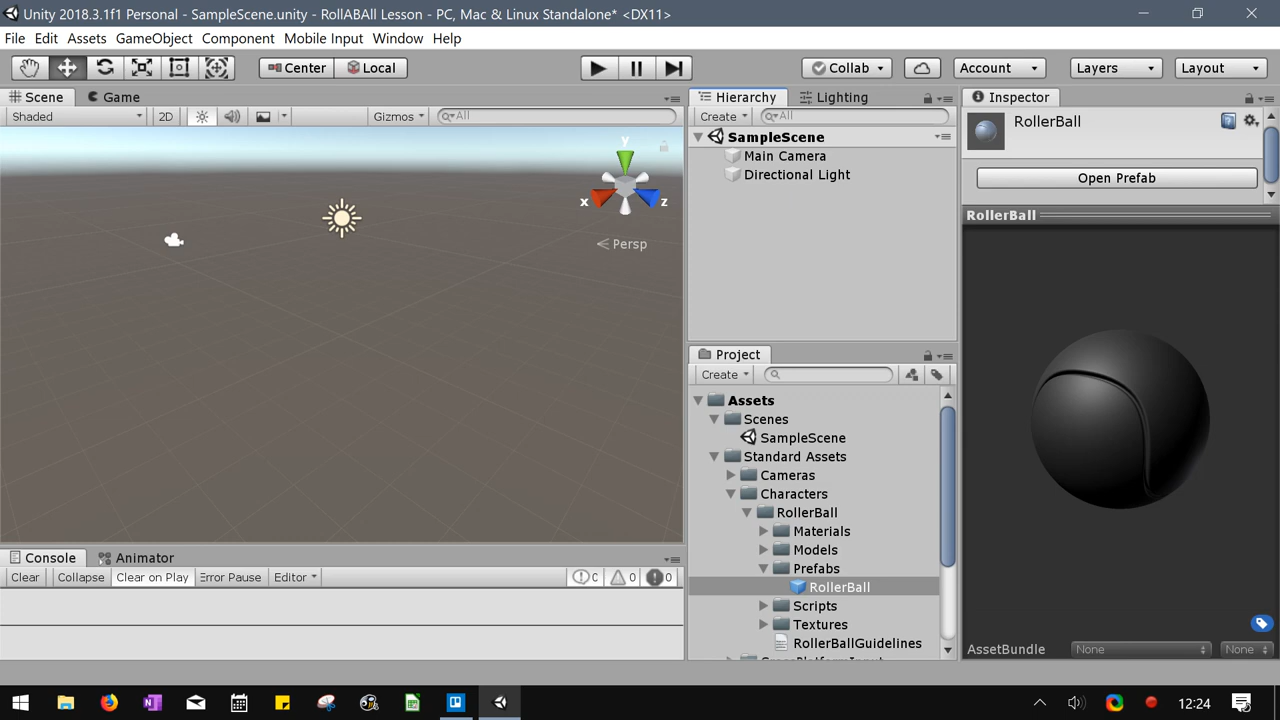 Unity 2018.3.1f1 Personal - SampleScene.unity - RollABAll Lesson - PC, Mac & Linux Standalone* <DX11>
File Edit Assets GameObject Component Mobile Input Window Help
Center Local Collab Account Layers Layout
Scene Game
Shaded 2D Gizmos All
y
x z
Persp
Hierarchy Lighting
Create All
SampleScene
Main Camera
Directional Light
Inspector
RollerBall
Open Prefab
RollerBall
Project
Create
Assets
Scenes
SampleScene
Standard Assets
Cameras
Characters
RollerBall
Materials
Models
Prefabs
RollerBall
Scripts
Textures
RollerBallGuidelines
CrossPlatformInput
AssetBundle None None
Console Animator
Clear Collapse Clear on Play Error Pause Editor 0 0 0
12:24